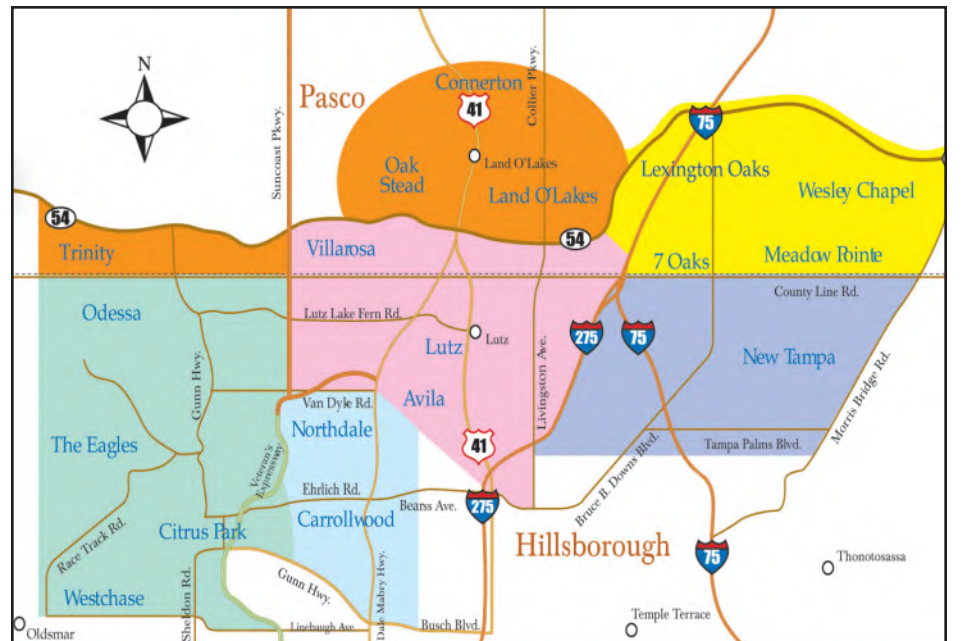 N
Pasco
Suncoast Pkwy.
Connerton
41
Collier Pkwy.
75
Oak
Stead
Land O'Lakes
Land O'Lakes
Lexington Oaks
Wesley Chapel
54
Trinity
Villarosa
54
7 Oaks
Meadow Pointe
County Line Rd.
Odessa
Lutz Lake Fern Rd.
Lutz
Lutz
275
75
New Tampa
Gunn Hwy.
Livingston Ave.
Morris Bridge Rd.
Van Dyke Rd.
Avila
Northdale
The Eagles
Veteran's
Expressway
41
Tampa Palms Blvd.
Bruce B. Downs Blvd.
Ehrlich Rd.
Bearss Ave.
275
Carrollwood
Citrus Park
Race Track Rd.
Hillsborough
75
Thonotosassa
Gunn Hwy.
Dale Mabry Hwy.
Westchase
Sheldon Rd.
Linebaugh Ave.
Busch Blvd.
Temple Terrace
Oldsmar